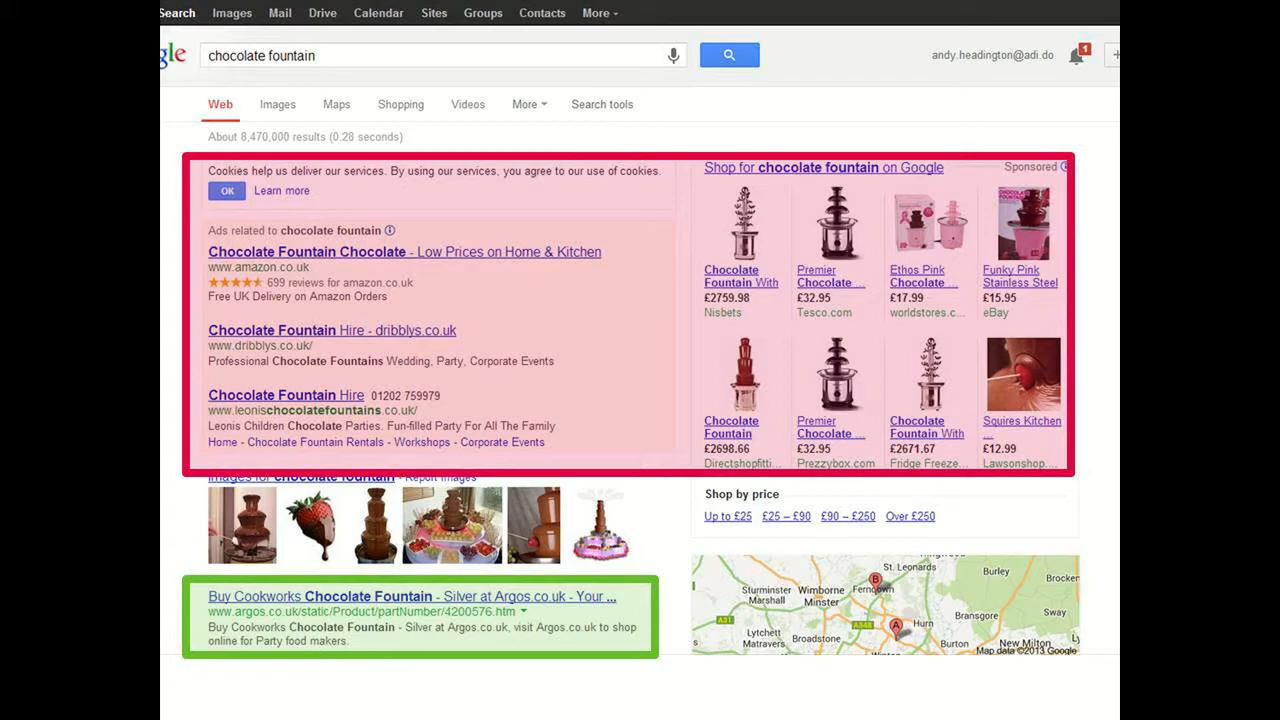 Search Images Mail Drive Calendar Sites Groups Contacts More
gle
chocolate fountain
andy.headington@adi.do
1
Web Images Maps Shopping Videos More Search tools
About 8,470,000 results (0.28 seconds)
Cookies help us deliver our services. By using our services, you agree to our use of cookies.
OK Learn more
Ads related to chocolate fountain
Chocolate Fountain Chocolate - Low Prices on Home & Kitchen
www.amazon.co.uk
699 reviews for amazon.co.uk
Free UK Delivery on Amazon Orders
Chocolate Fountain Hire - dribblys.co.uk
www.dribblys.co.uk/
Professional Chocolate Fountains Wedding, Party, Corporate Events
Chocolate Fountain Hire 01202 759979
www.leonischocolatefountains.co.uk/
Leonis Children Chocolate Parties. Fun-filled Party For All The Family
Home - Chocolate Fountain Rentals - Workshops - Corporate Events
Shop for chocolate fountain on Google Sponsored
Chocolate Fountain With
£2759.98
Nisbets
Premier Chocolate ...
£32.95
Tesco.com
Ethos Pink Chocolate ...
£17.99
worldstores.c...
Funky Pink Stainless Steel
£15.95
eBay
Chocolate Fountain
£2698.66
Directshopfitti...
Premier Chocolate ...
£32.95
Prezzybox.com
Chocolate Fountain With
£2671.67
Fridge Freeze...
Squires Kitchen ...
£12.99
Lawsonshop....
Images for chocolate fountain - Report images
Shop by price
Up to £25 £25 – £90 £90 – £250 Over £250
Buy Cookworks Chocolate Fountain - Silver at Argos.co.uk - Your ...
www.argos.co.uk/static/Product/partNumber/4200576.htm
Buy Cookworks Chocolate Fountain - Silver at Argos.co.uk, visit Argos.co.uk to shop
online for Party food makers.
St. Leonards
Burley
Brocken
B
Sturminster Marshall
Wimborne Minster
Ferndown
Sway
A31
A348
Hurn
Bransgore
A
Lytchett Matravers
Broadstone
Burton
New Milton
Map data ©2013 Google